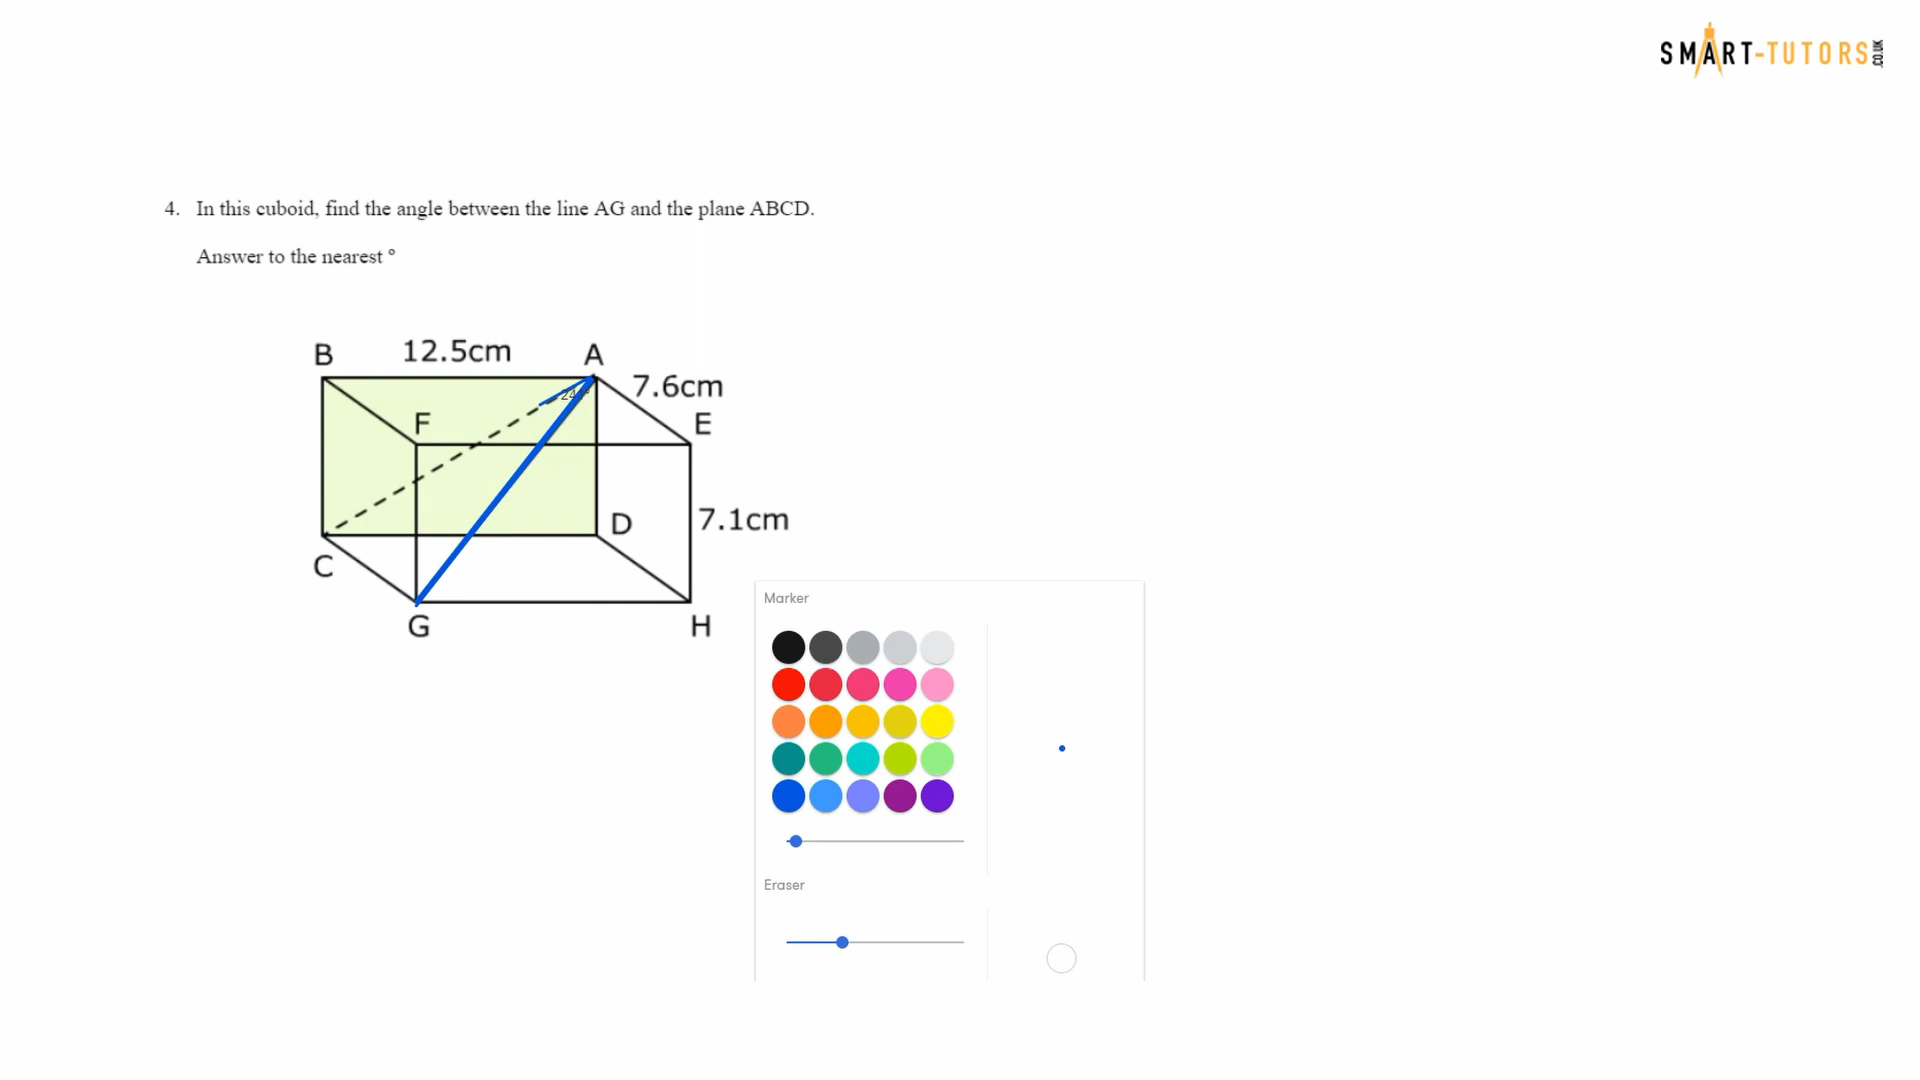 SMART-TUTORS.CO.UK
4. In this cuboid, find the angle between the line AG and the plane ABCD.
Answer to the nearest °
B 12.5cm A
7.6cm
F E
D 7.1cm
C
G H
Marker
Eraser